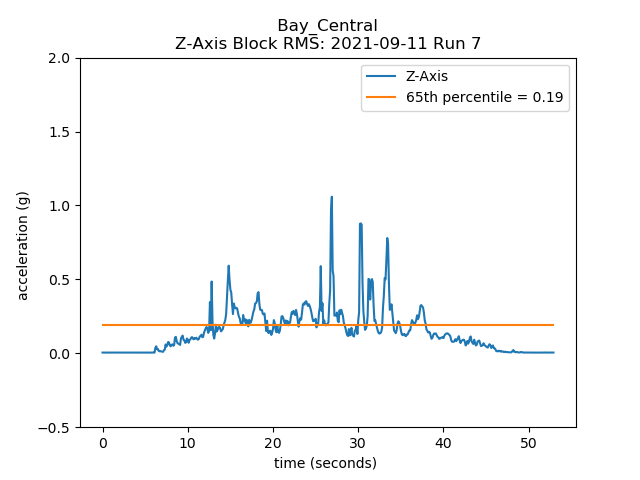 Bay_Central
Z-Axis Block RMS: 2021-09-11 Run 7
2.0
1.5
1.0
0.5
0.0
−0.5
acceleration (g)
Z-Axis
65th percentile = 0.19
0 10 20 30 40 50
time (seconds)